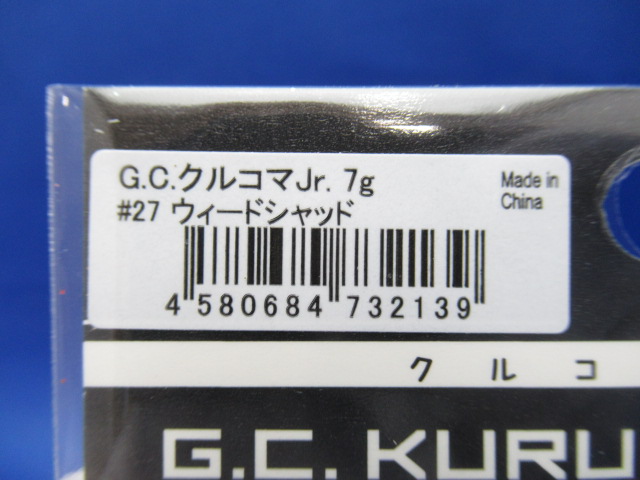 G.C.クルコマJr. 7g
#27 ウィードシャッド
Made in
China
4 580684 732139
クルコ
G.C. KURU